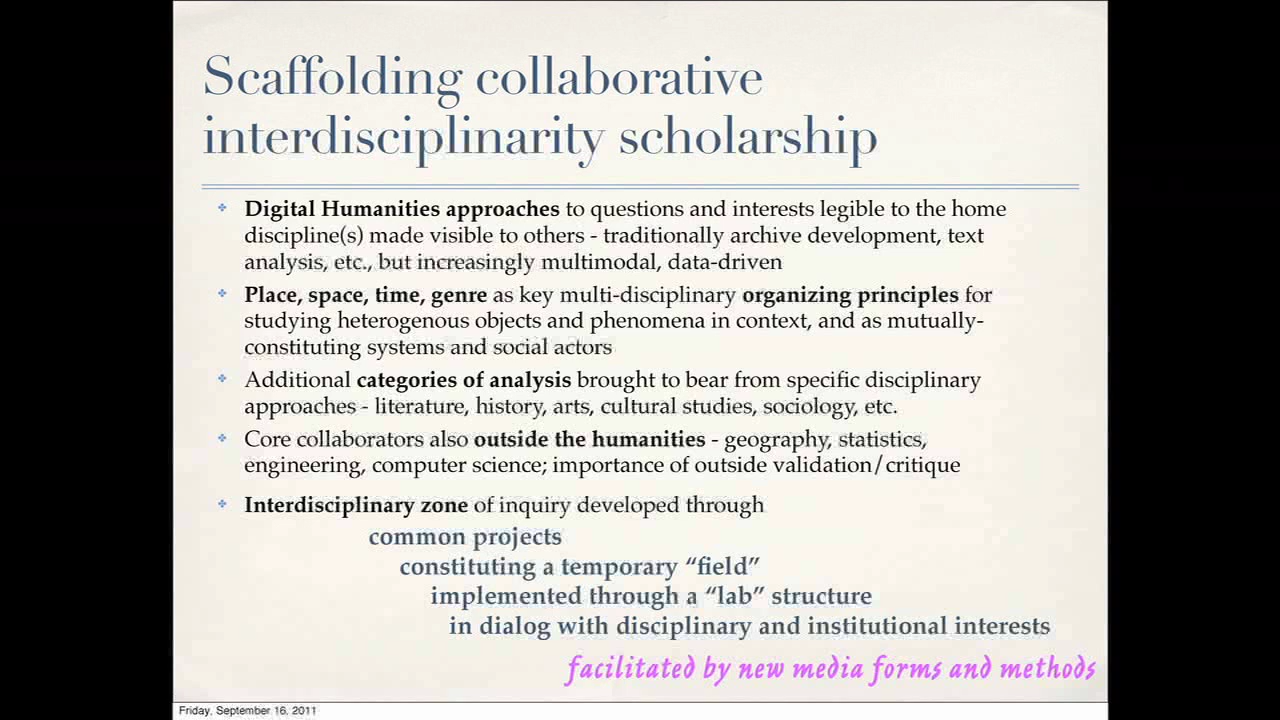 Scaffolding collaborative
interdisciplinarity scholarship
Digital Humanities approaches to questions and interests legible to the home
discipline(s) made visible to others - traditionally archive development, text
analysis, etc., but increasingly multimodal, data-driven
Place, space, time, genre as key multi-disciplinary organizing principles for
studying heterogenous objects and phenomena in context, and as mutually-
constituting systems and social actors
Additional categories of analysis brought to bear from specific disciplinary
approaches - literature, history, arts, cultural studies, sociology, etc.
Core collaborators also outside the humanities - geography, statistics,
engineering, computer science; importance of outside validation/critique
Interdisciplinary zone of inquiry developed through
common projects
constituting a temporary “field”
implemented through a “lab” structure
in dialog with disciplinary and institutional interests
facilitated by new media forms and methods
Friday, September 16, 2011